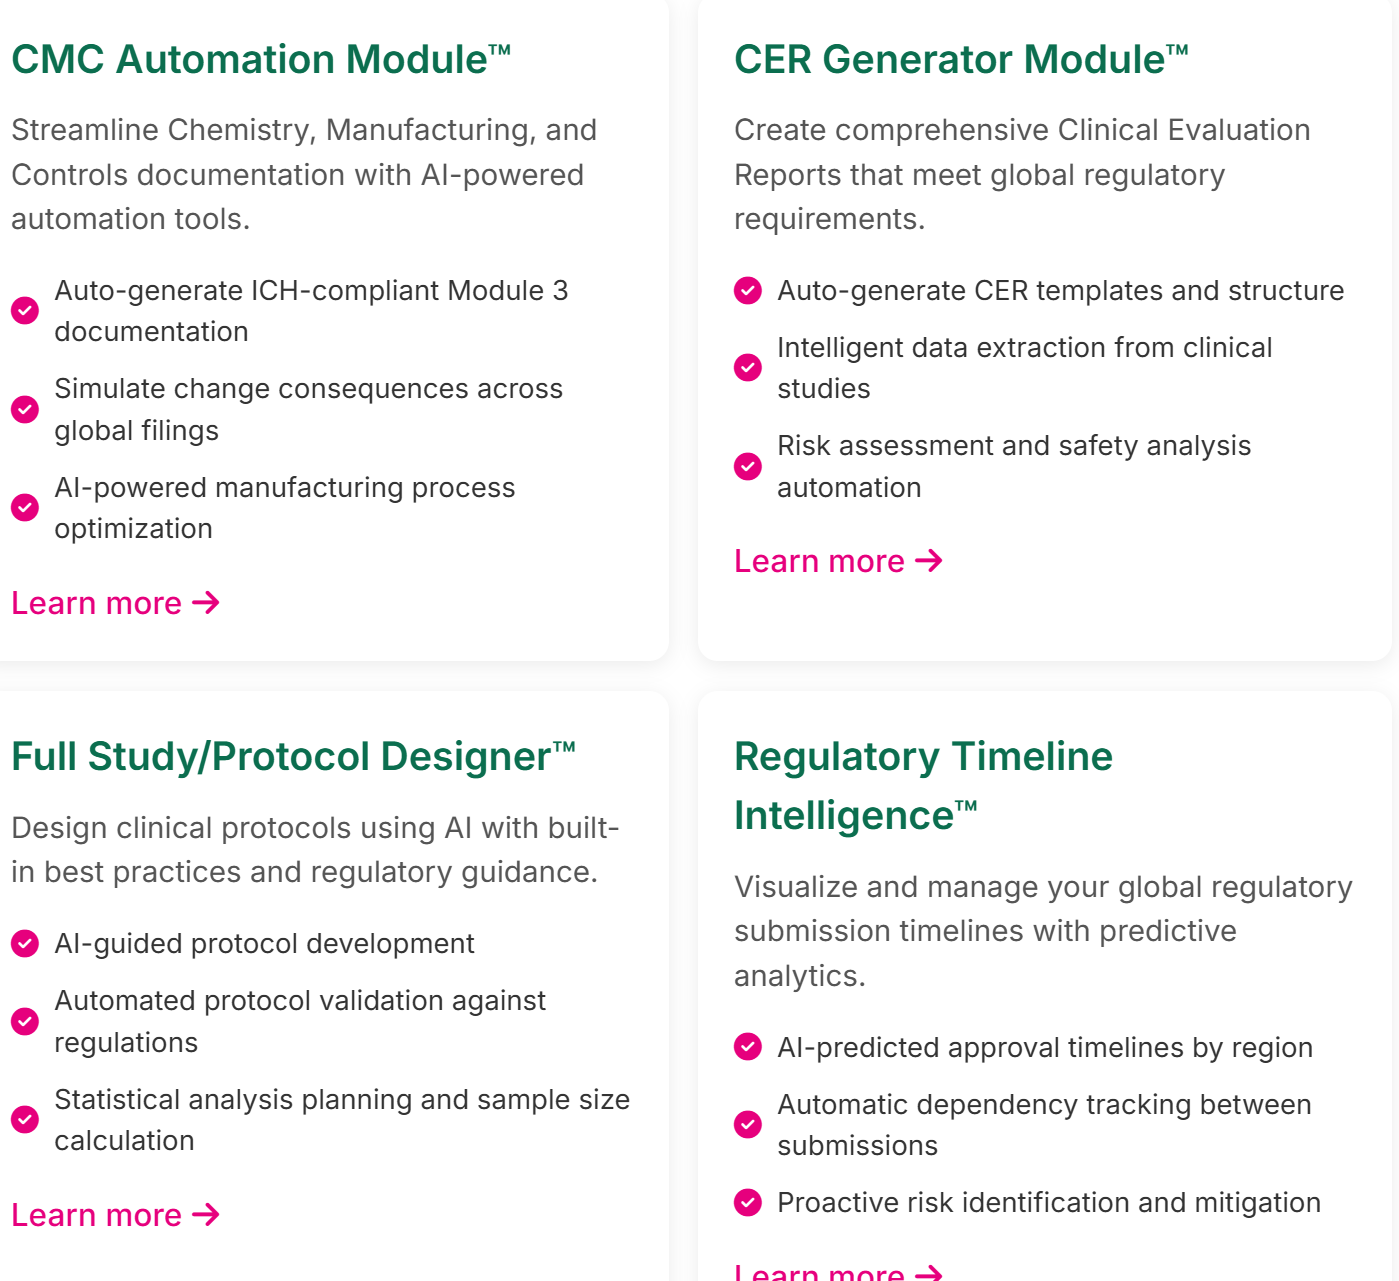 CMC Automation Module™
Streamline Chemistry, Manufacturing, and
Controls documentation with AI-powered
automation tools.
Auto-generate ICH-compliant Module 3
documentation
Simulate change consequences across
global filings
AI-powered manufacturing process
optimization
Learn more →
CER Generator Module™
Create comprehensive Clinical Evaluation
Reports that meet global regulatory
requirements.
Auto-generate CER templates and structure
Intelligent data extraction from clinical
studies
Risk assessment and safety analysis
automation
Learn more →
Full Study/Protocol Designer™
Design clinical protocols using AI with built-
in best practices and regulatory guidance.
AI-guided protocol development
Automated protocol validation against
regulations
Statistical analysis planning and sample size
calculation
Learn more →
Regulatory Timeline
Intelligence™
Visualize and manage your global regulatory
submission timelines with predictive
analytics.
AI-predicted approval timelines by region
Automatic dependency tracking between
submissions
Proactive risk identification and mitigation
Learn more →